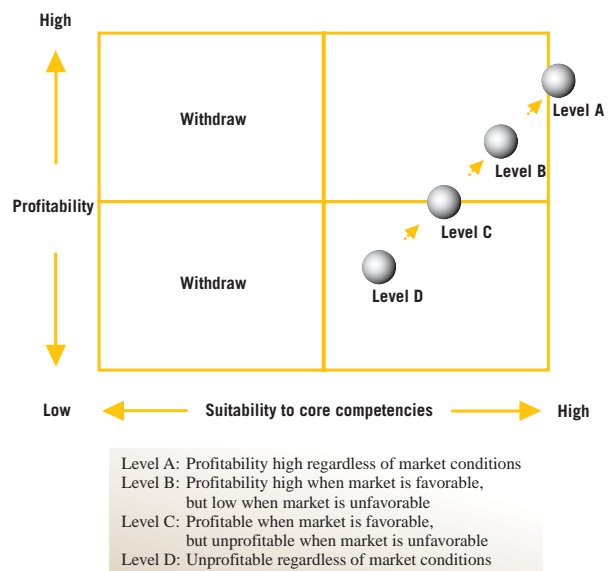 High
Level A
Withdraw
Level B
Profitability
Level C
Withdraw
Level D
Low
Suitability to core competencies
High
Level A: Profitability high regardless of market conditions
Level B: Profitability high when market is favorable,
but low when market is unfavorable
Level C: Profitable when market is favorable,
but unprofitable when market is unfavorable
Level D: Unprofitable regardless of market conditions